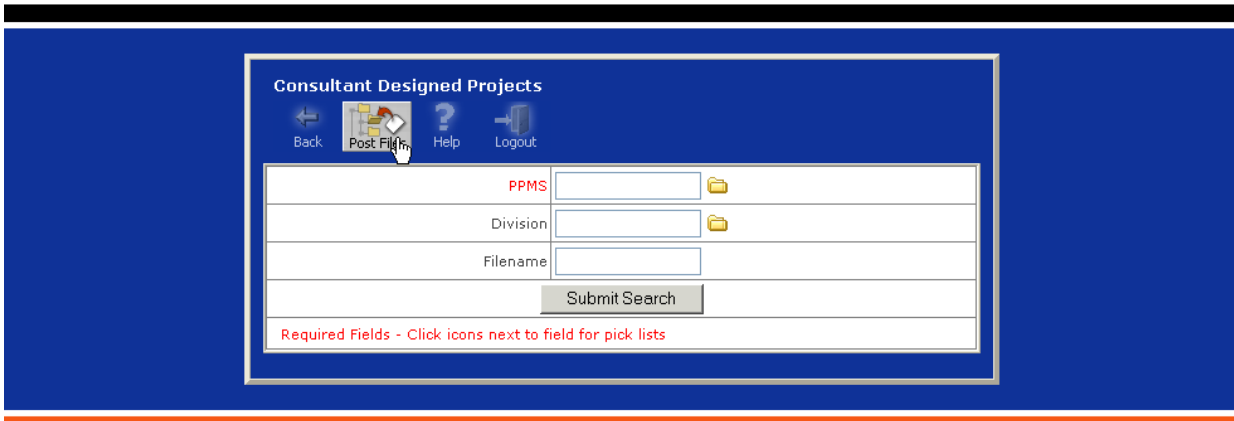 Consultant Designed Projects
Back Post Files Help Logout
PPMS
Division
Filename
Submit Search
Required Fields - Click icons next to field for pick lists